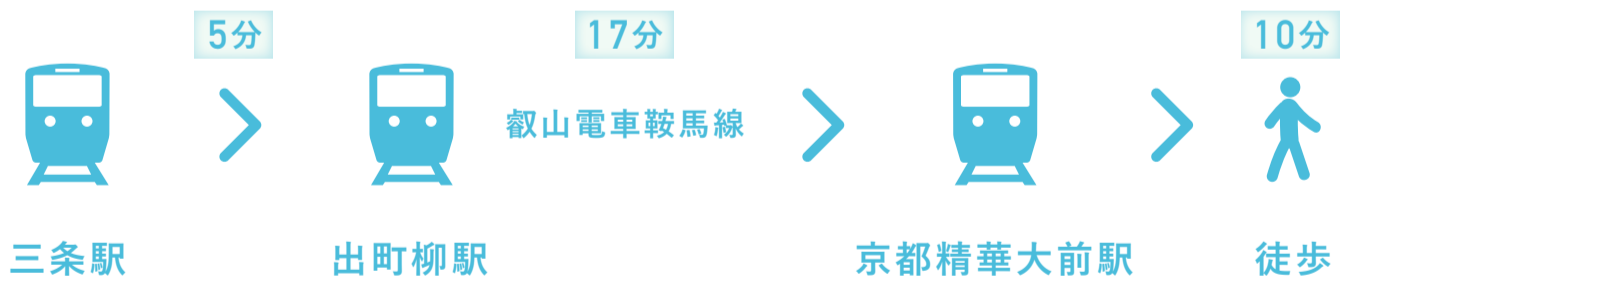 5分
17分
10分
叡山電車鞍馬線
三条駅
出町柳駅
京都精華大前駅
徒歩